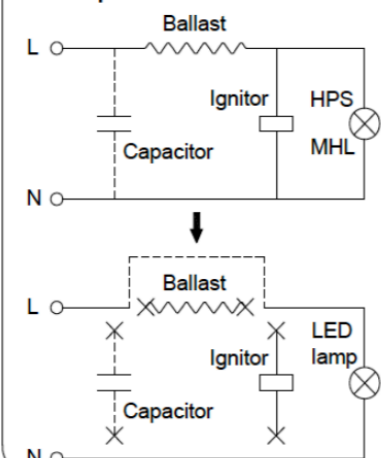 Ballast
L
Ignitor HPS
Capacitor MHL
N
Ballast
L
LED
Ignitor lamp
Capacitor
N